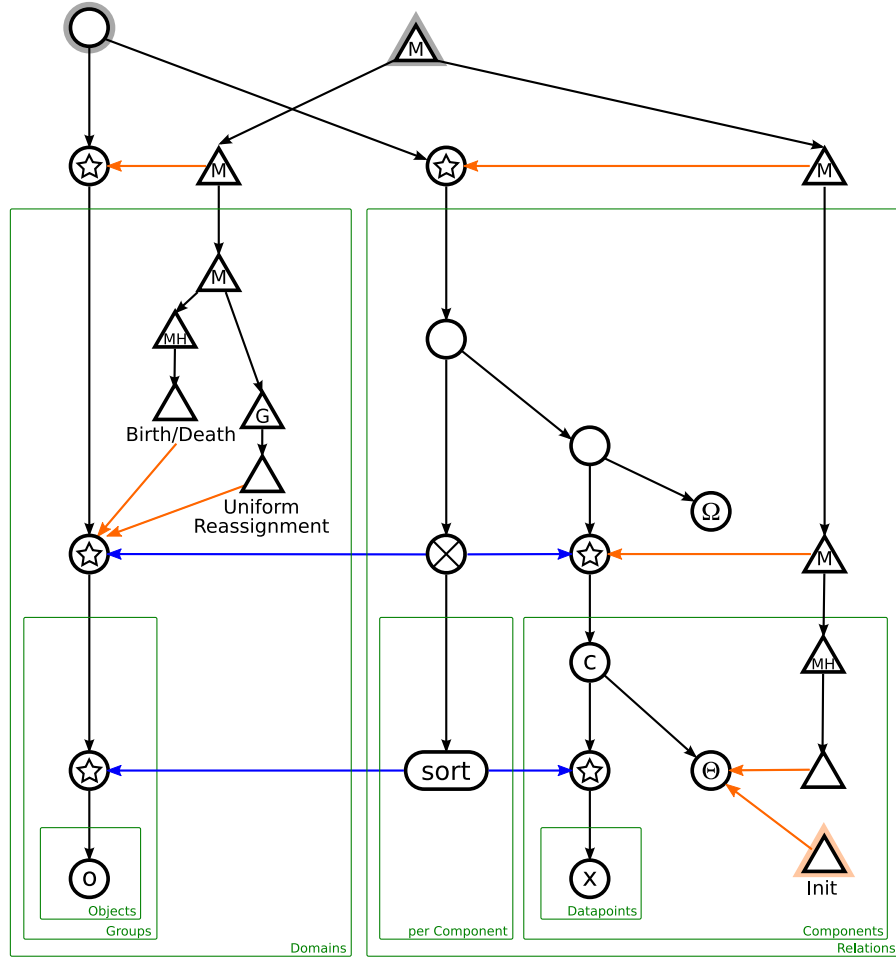 M
M
M
M
MH
G
Birth/Death
Uniform
Reassignment
Ω
M
C
MH
sort
Θ
o
x
Init
Objects
Groups
Domains
per Component
Datapoints
Components
Relations